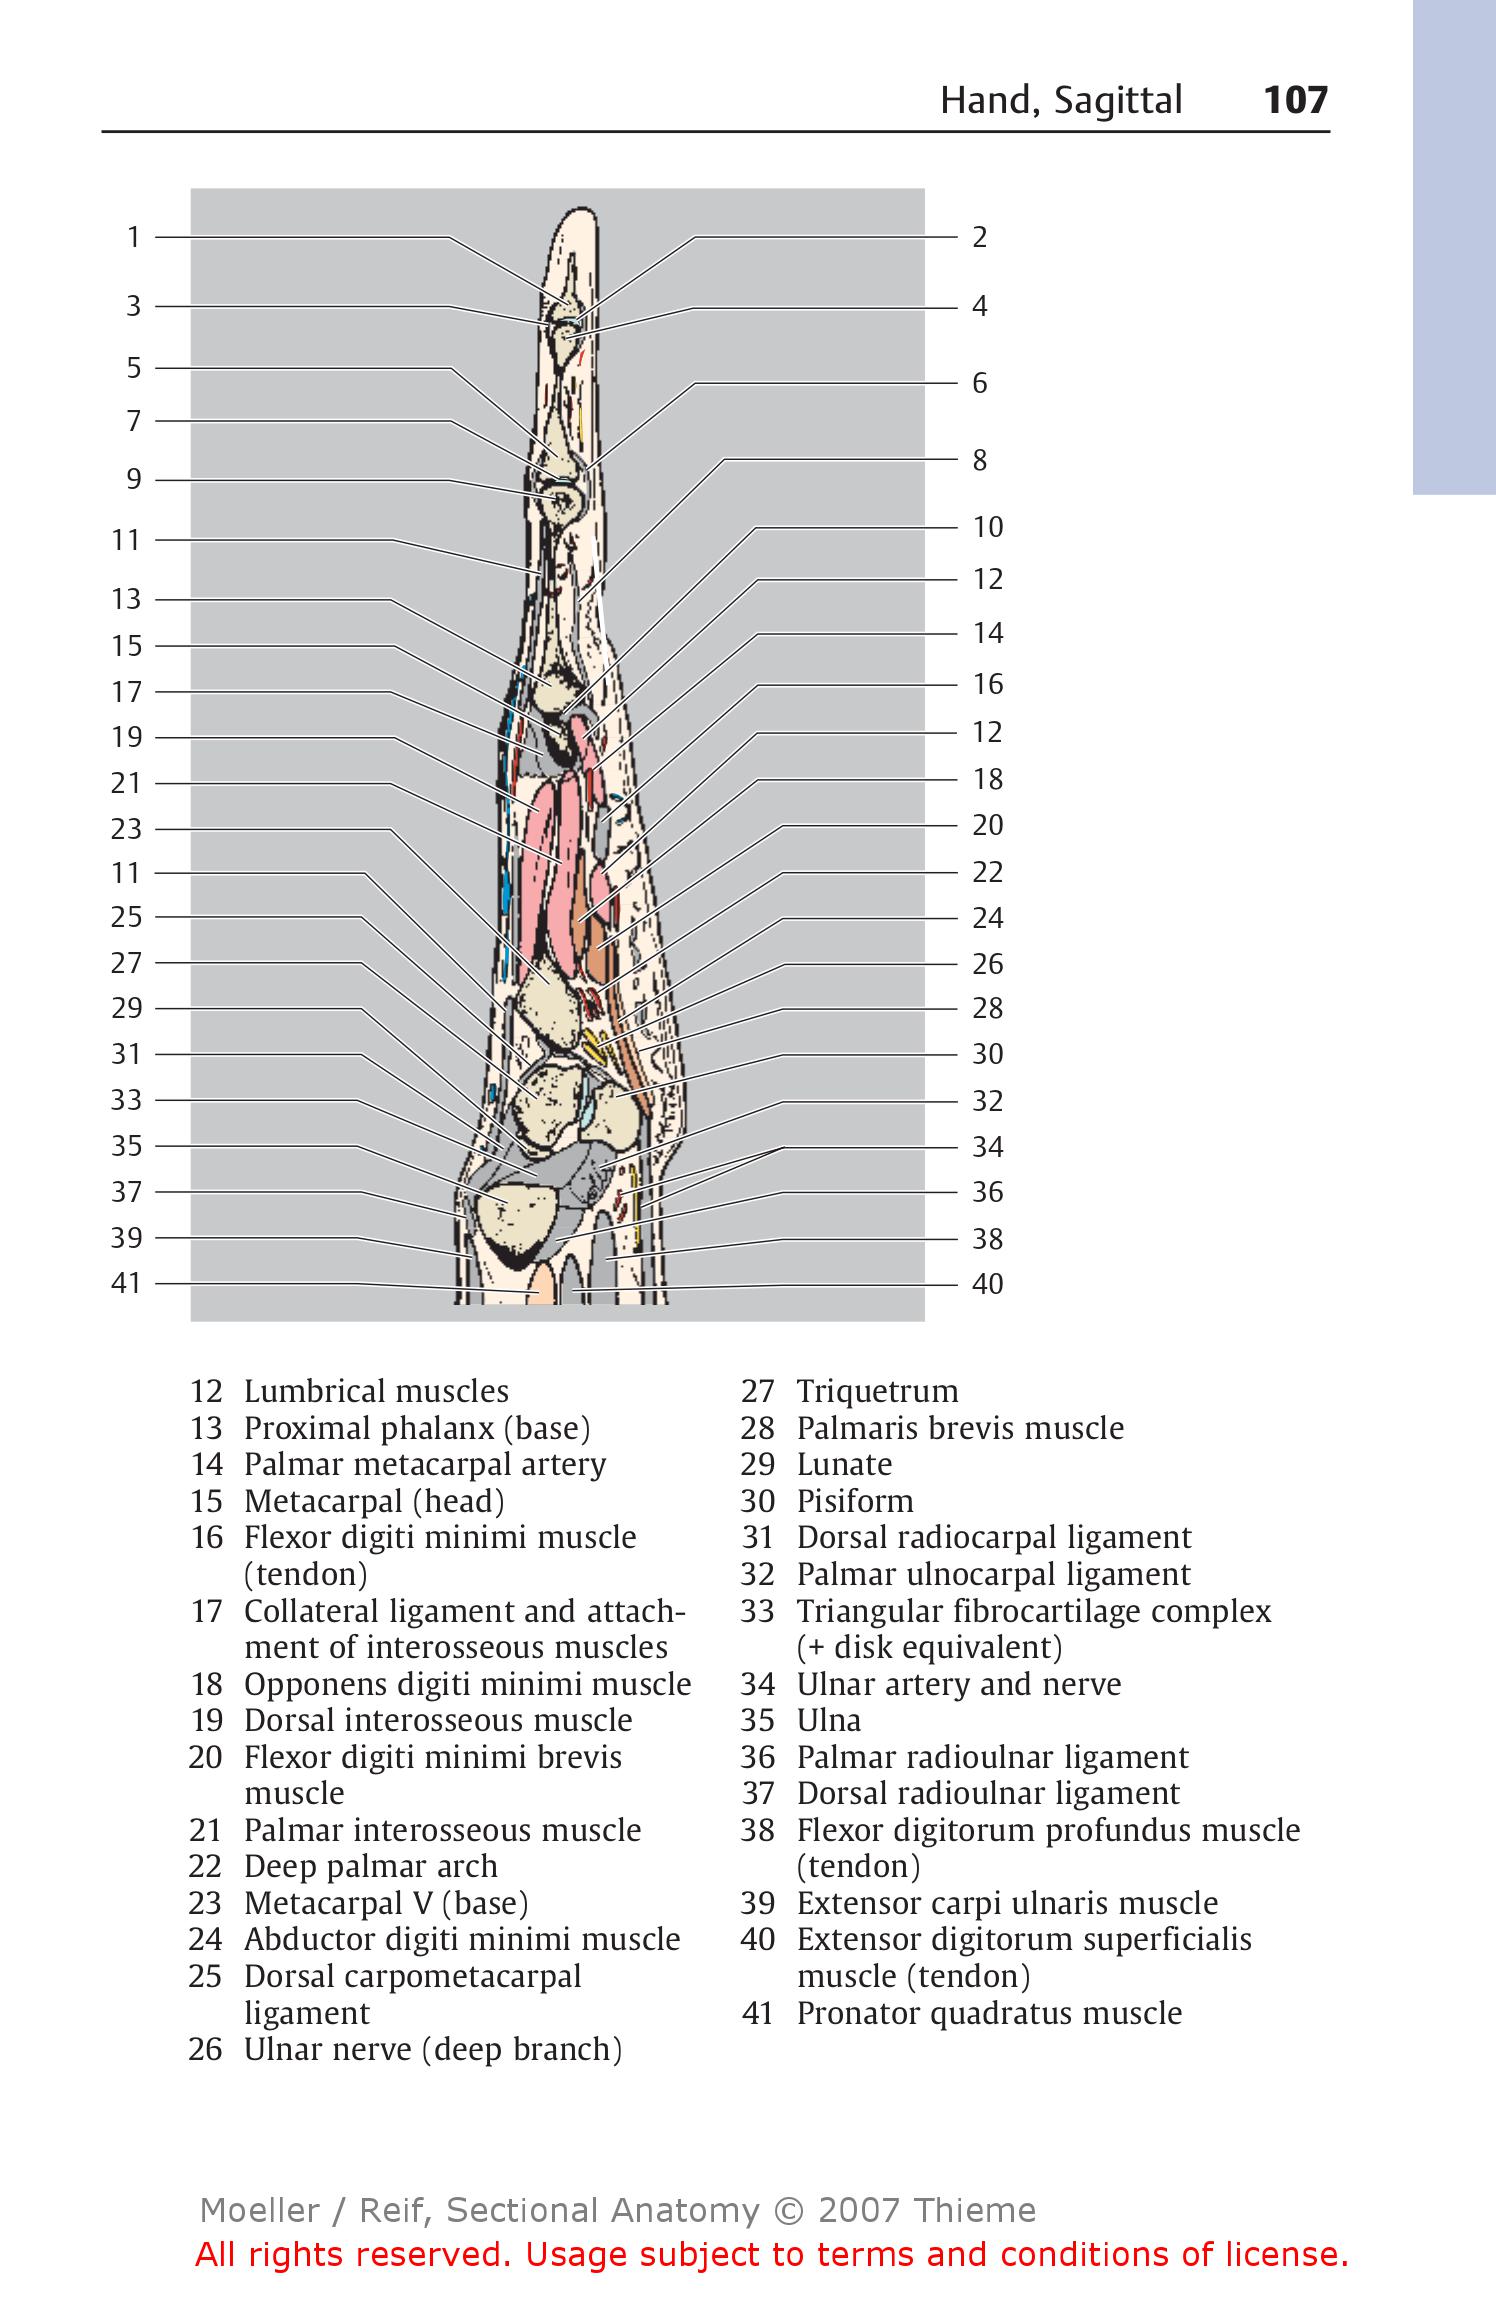 Hand, Sagittal 107
1 2
3 4
5 6
7 8
9 10
11 12
13 14
15 16
17 12
19 18
21 20
23 22
11 24
25 26
27 28
29 30
31 32
33 34
35 36
37 38
39 40
41
12 Lumbrical muscles
13 Proximal phalanx (base)
14 Palmar metacarpal artery
15 Metacarpal (head)
16 Flexor digiti minimi muscle
(tendon)
17 Collateral ligament and attach-
ment of interosseous muscles
18 Opponens digiti minimi muscle
19 Dorsal interosseous muscle
20 Flexor digiti minimi brevis
muscle
21 Palmar interosseous muscle
22 Deep palmar arch
23 Metacarpal V (base)
24 Abductor digiti minimi muscle
25 Dorsal carpometacarpal
ligament
26 Ulnar nerve (deep branch)
27 Triquetrum
28 Palmaris brevis muscle
29 Lunate
30 Pisiform
31 Dorsal radiocarpal ligament
32 Palmar ulnocarpal ligament
33 Triangular fibrocartilage complex
(+ disk equivalent)
34 Ulnar artery and nerve
35 Ulna
36 Palmar radioulnar ligament
37 Dorsal radioulnar ligament
38 Flexor digitorum profundus muscle
(tendon)
39 Extensor carpi ulnaris muscle
40 Extensor digitorum superficialis
muscle (tendon)
41 Pronator quadratus muscle
Moeller / Reif, Sectional Anatomy © 2007 Thieme
All rights reserved. Usage subject to terms and conditions of license.